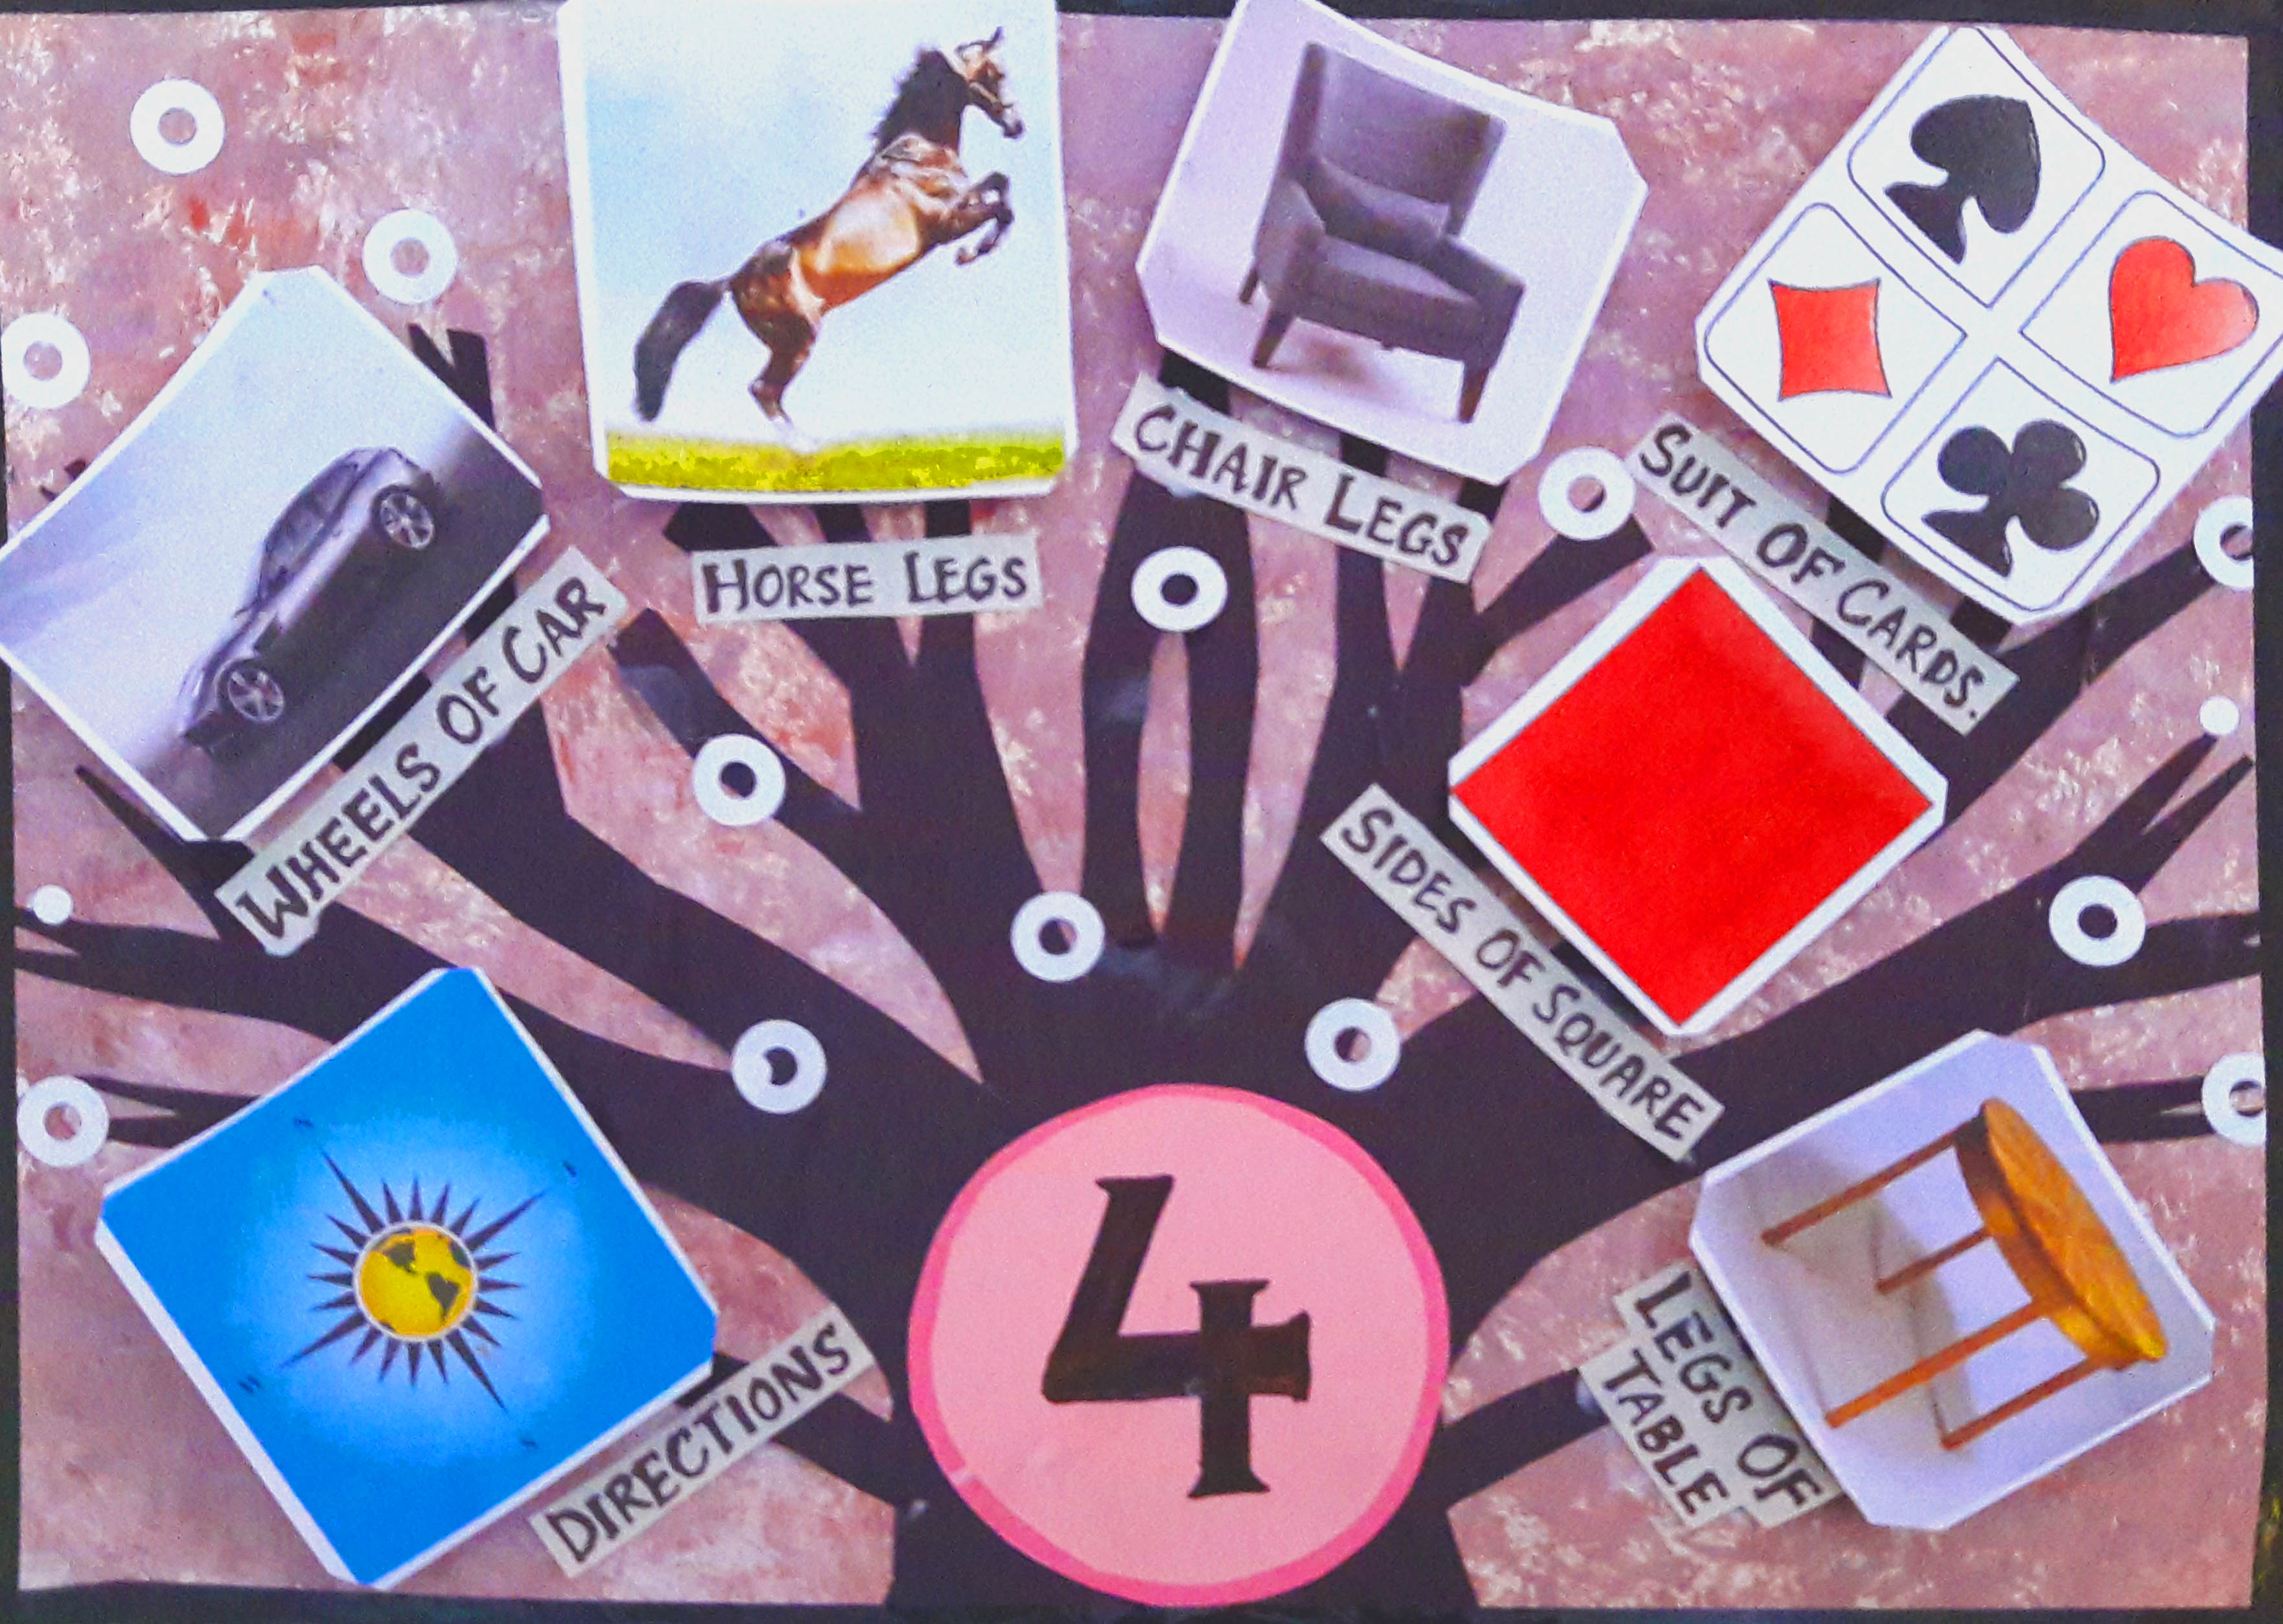 HORSE LEGS
CHAIR LEGS
SUIT OF CARDS.
WHEELS OF CAR
SIDES OF SQUARE
DIRECTIONS
LEGS OF
TABLE
4